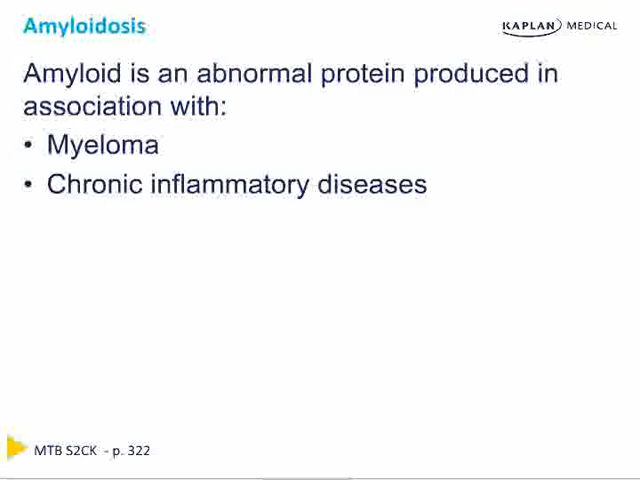 Amyloidosis
KAPLAN MEDICAL
Amyloid is an abnormal protein produced in
association with:
• Myeloma
• Chronic inflammatory diseases
MTB S2CK - p. 322